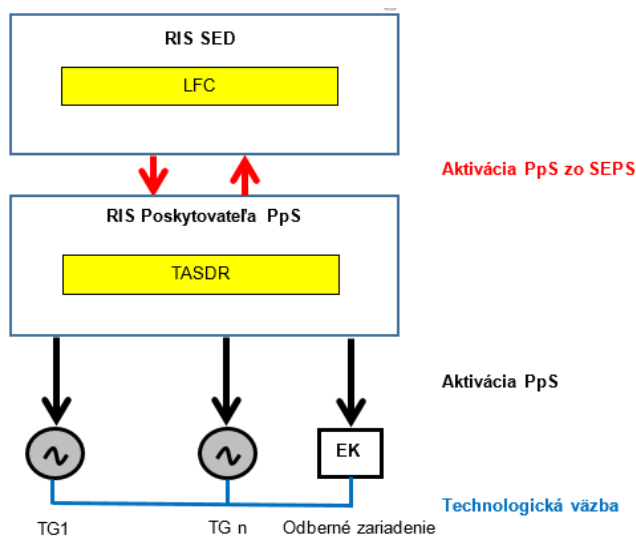 RIS SED
LFC
Aktivácia PpS zo SEPS
RIS Poskytovateľa PpS
TASDR
Aktivácia PpS
EK
Technologická väzba
TG1
TG n
Odberné zariadenie